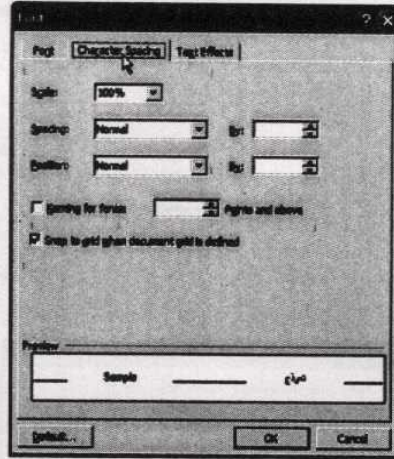 Font ? ×
Font Character Spacing Text Effects
Scale: 100%
Spacing: Normal By:
Position: Normal By:
Kerning for fonts: Points and above
Snap to grid when document grid is defined
Preview
Sample
Default... OK Cancel